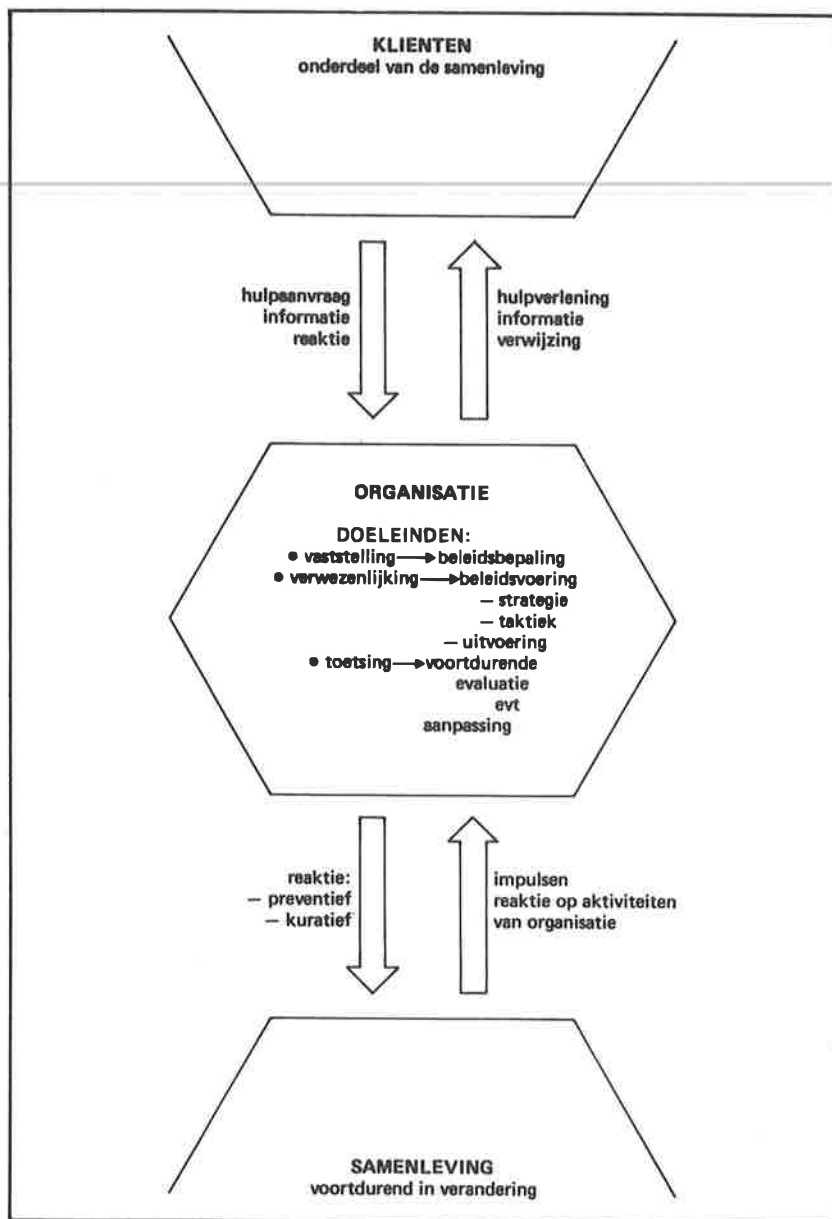 KLIENTEN
onderdeel van de samenleving
hulpaanvraag
informatie
reaktie
hulpverlening
informatie
verwijzing
ORGANISATIE
DOELEINDEN:
• vaststelling → beleidsbepaling
• verwezenlijking → beleidsvoering
— strategie
— taktiek
— uitvoering
• toetsing → voortdurende
evaluatie
evt
aanpassing
reaktie:
— preventief
— kuratief
impulsen
reaktie op aktiviteiten
van organisatie
SAMENLEVING
voortdurend in verandering